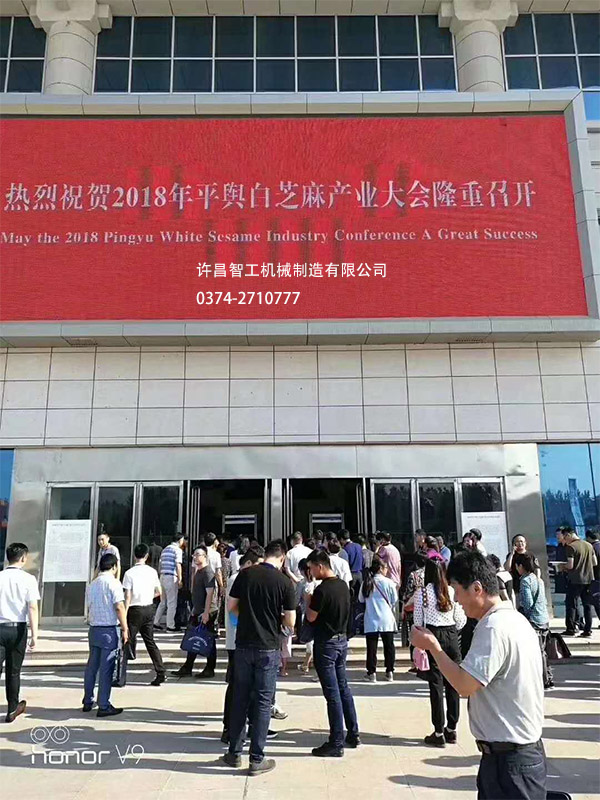 热烈祝贺2018年平舆白芝麻产业大会隆重召开
May the 2018 Pingyu White Sesame Industry Conference A Great Success
许昌智工机械制造有限公司
0374-2710777
honor V9